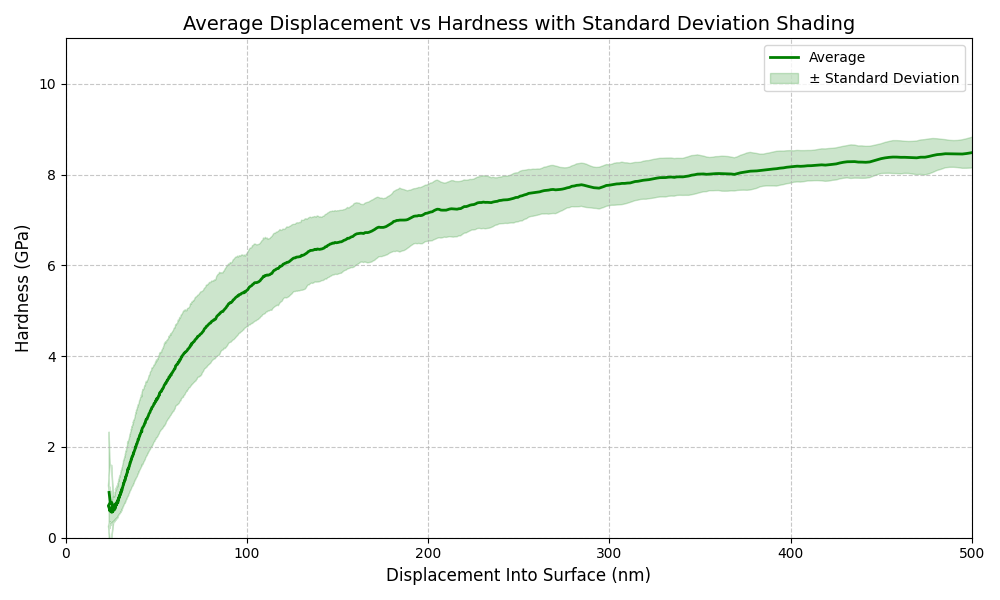 Average Displacement vs Hardness with Standard Deviation Shading
Average
± Standard Deviation
Hardness (GPa)
10
8
6
4
2
0
0 100 200 300 400 500
Displacement Into Surface (nm)